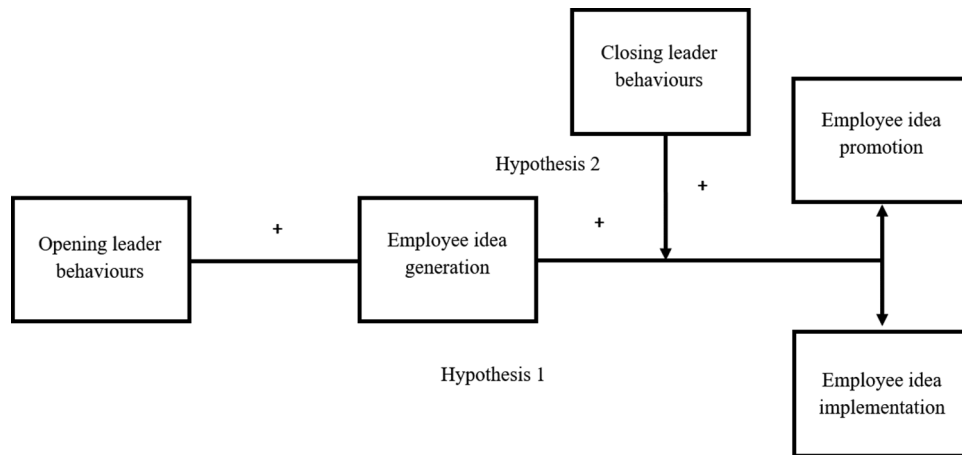 Closing leader
behaviours
Employee idea
promotion
Hypothesis 2
+
+
+
Opening leader
behaviours
Employee idea
generation
Hypothesis 1
Employee idea
implementation